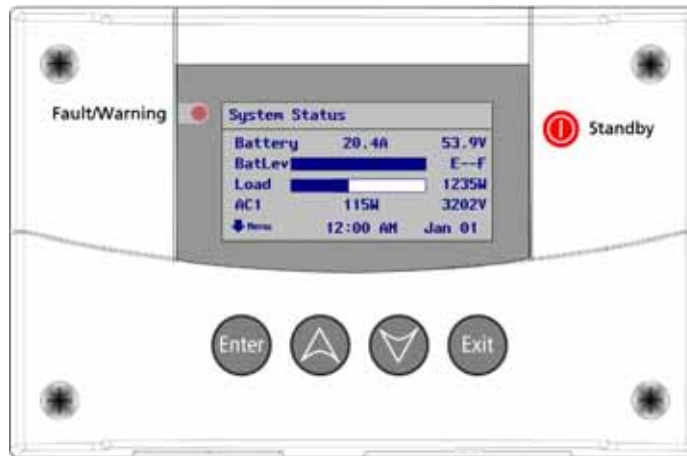 Fault/Warning
System Status
Standby
Battery 20.4A 53.9V
BatLev E--F
Load 1235W
AC1 115W 3202V
Menu 12:00 AM Jan 01
Enter Exit